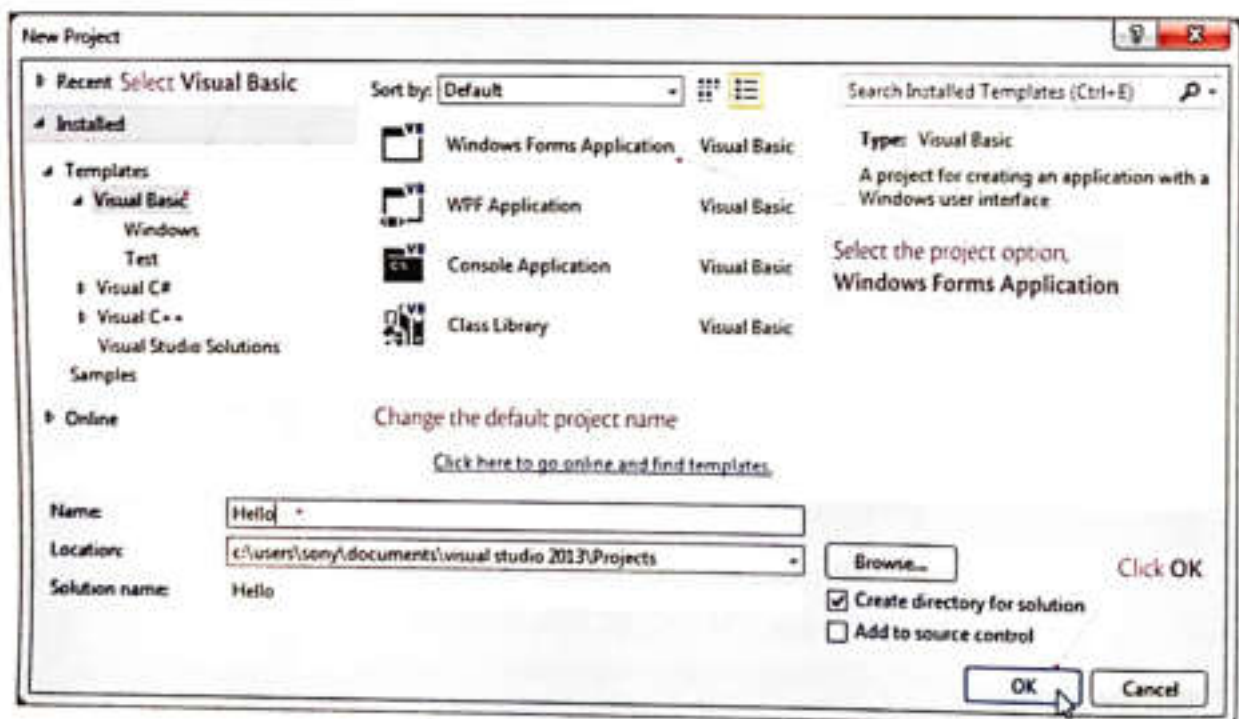 New Project
Recent Select Visual Basic
Installed
Templates
Visual Basic
Windows
Test
Visual C#
Visual C++
Visual Studio Solutions
Samples
Online
Sort by: Default
Windows Forms Application Visual Basic
WPF Application Visual Basic
Console Application Visual Basic
Class Library Visual Basic
Change the default project name
Click here to go online and find templates.
Search Installed Templates (Ctrl+E)
Type: Visual Basic
A project for creating an application with a
Windows user interface
Select the project option,
Windows Forms Application
Name: Hello
Location: c:\users\sony\documents\visual studio 2013\Projects
Browse...
Click OK
Solution name: Hello
Create directory for solution
Add to source control
OK Cancel